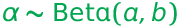 α ~ Beta(a, b)